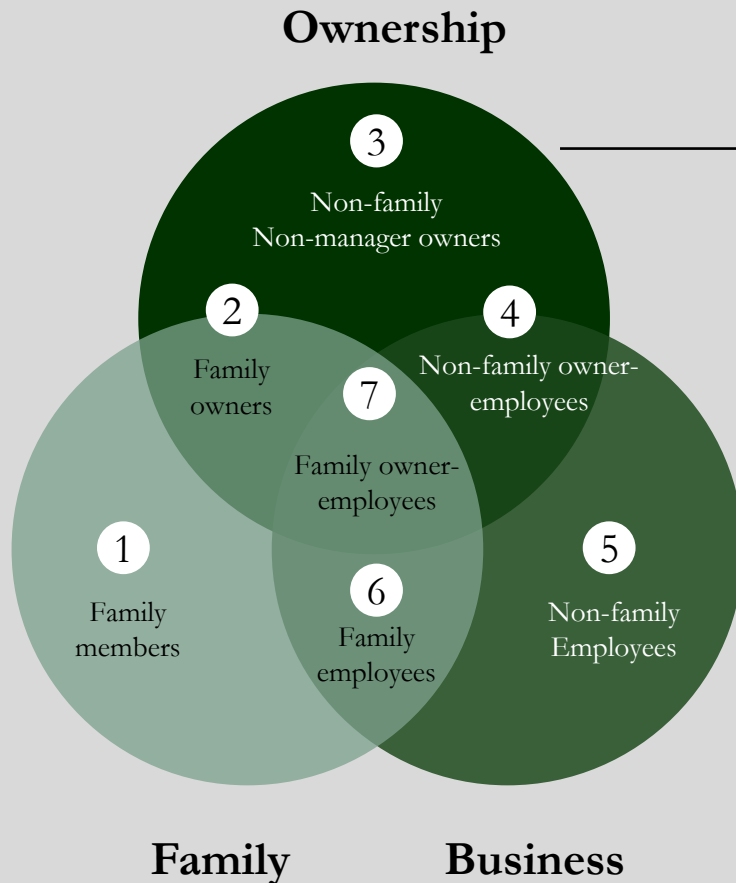 Ownership
3
Non-family
Non-manager owners
2
4
Family
owners
Non-family owner-
employees
7
Family owner-
employees
1
Family
members
6
Family
employees
5
Non-family
Employees
Family
Business